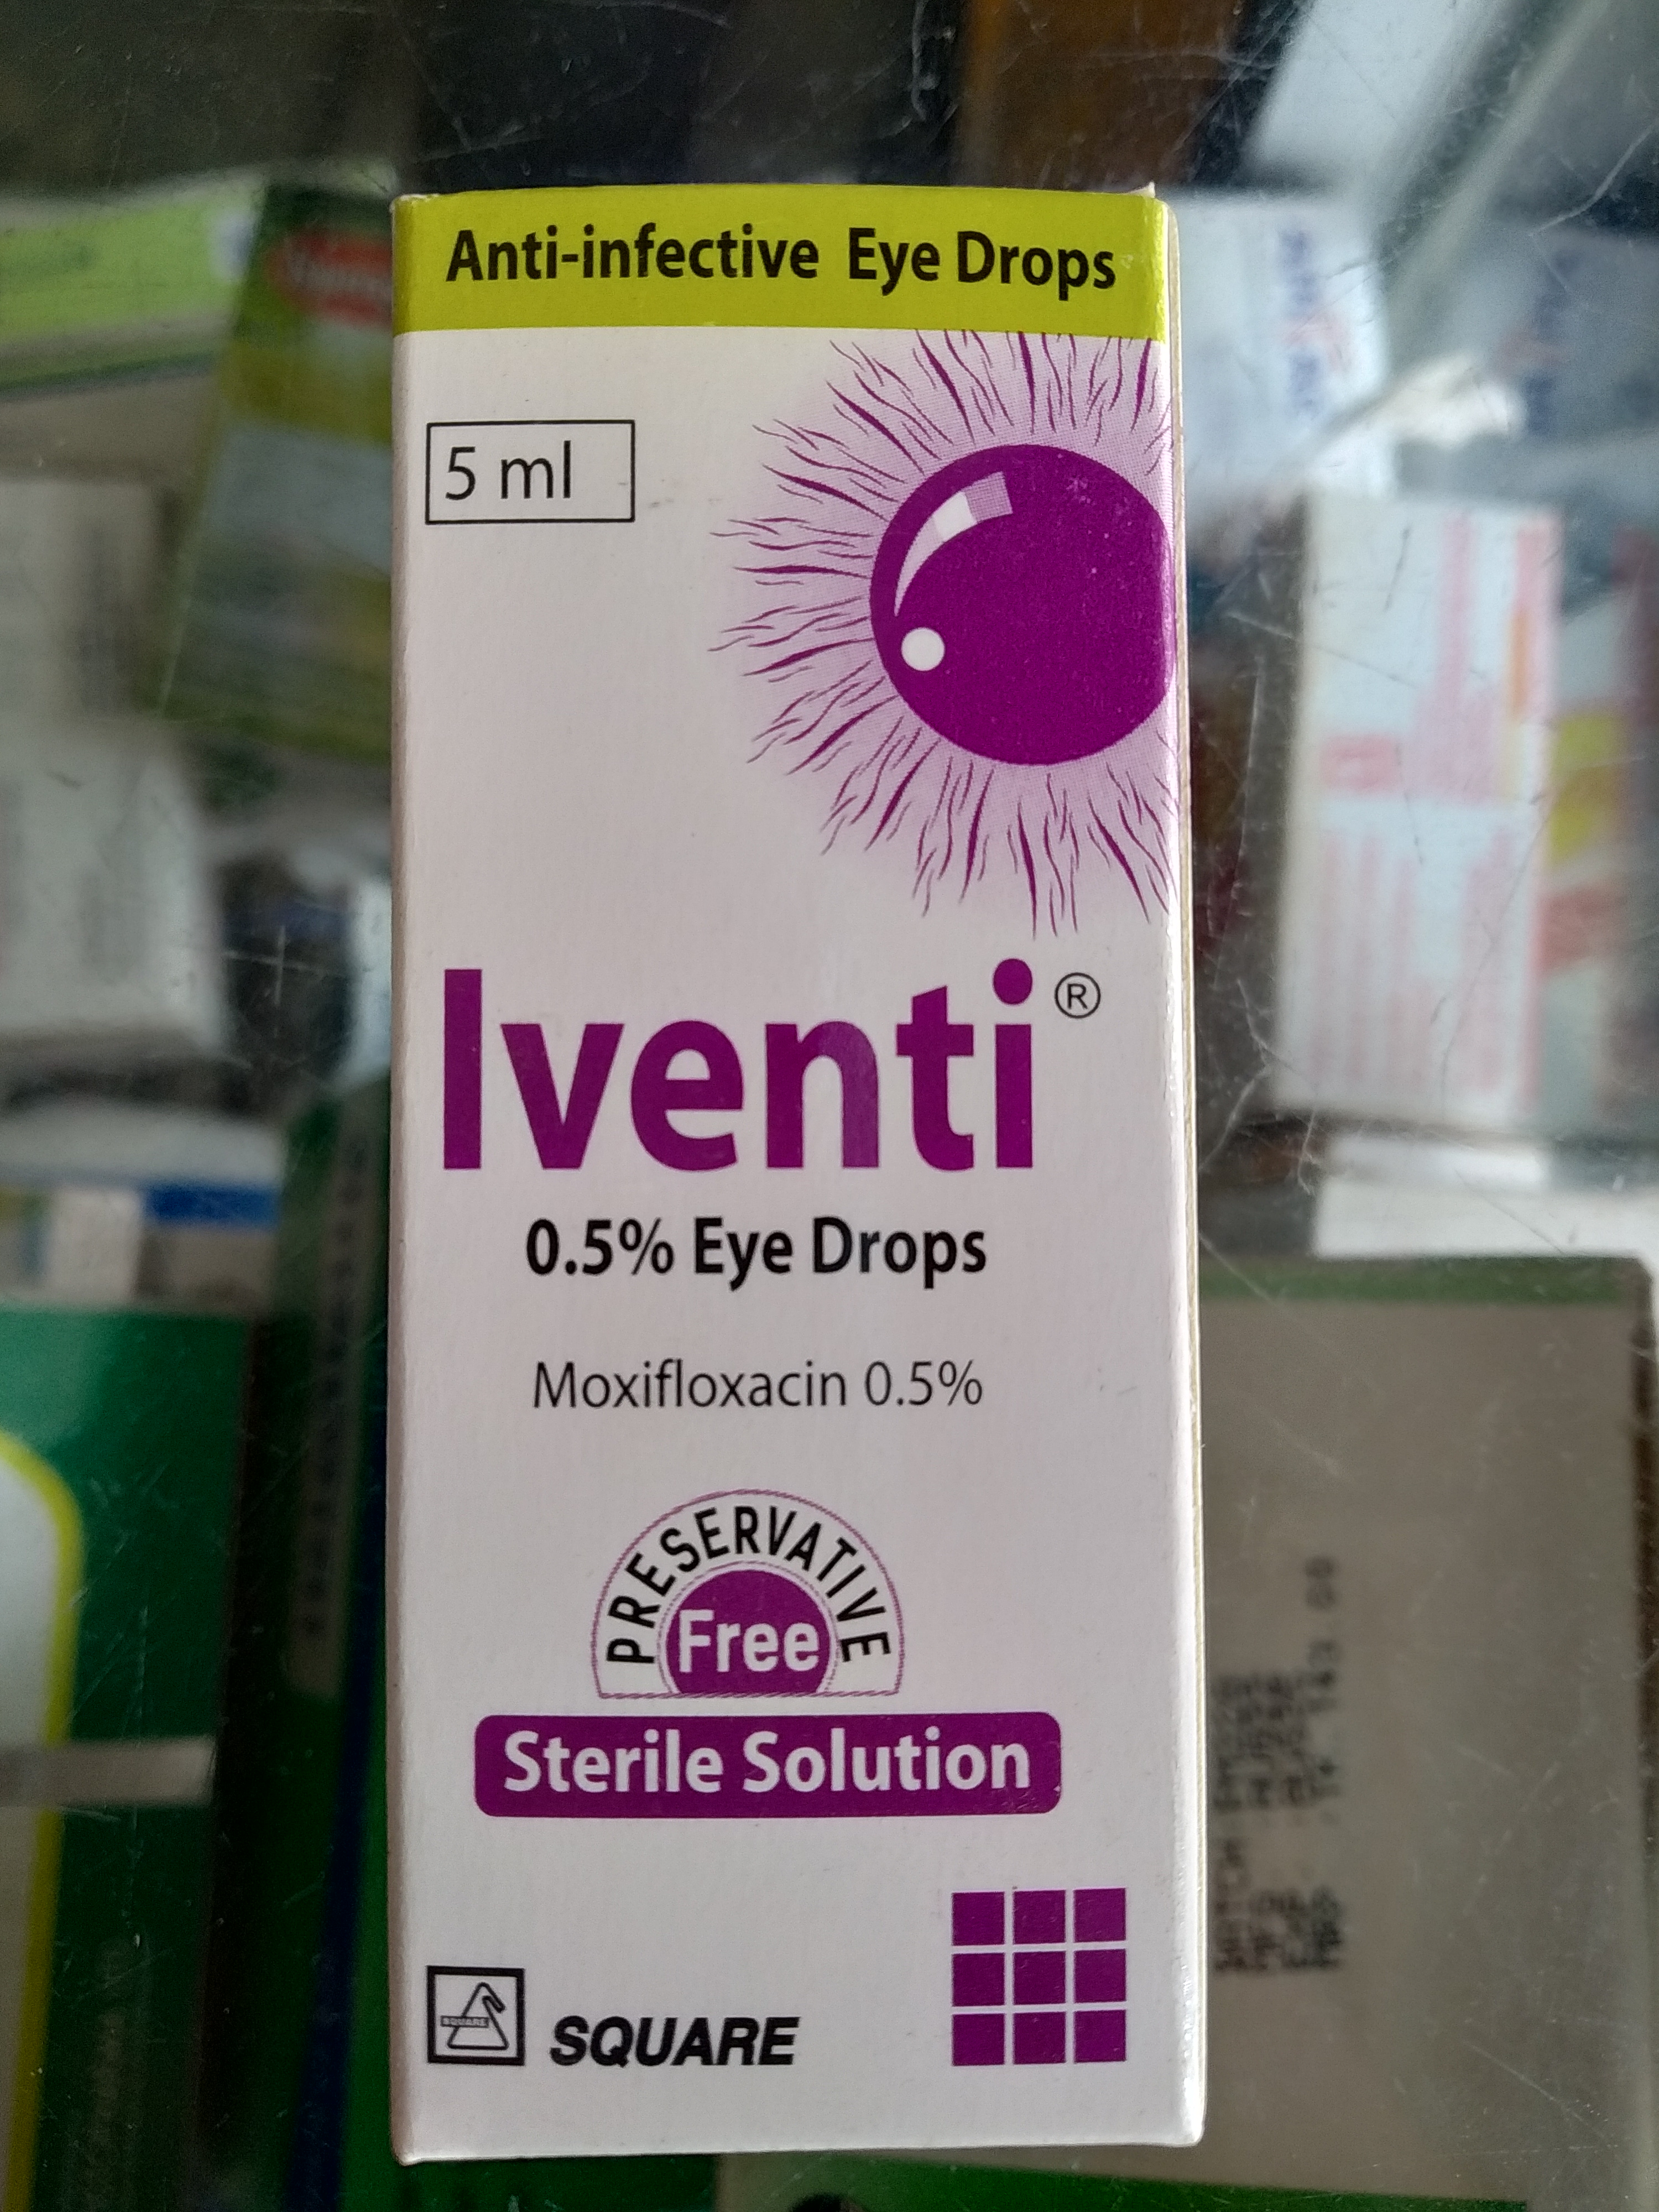 Anti-infective Eye Drops
5 ml
Iventi®
0.5% Eye Drops
Moxifloxacin 0.5%
PRESERVATIVE
Free
Sterile Solution
SQUARE
SQUARE